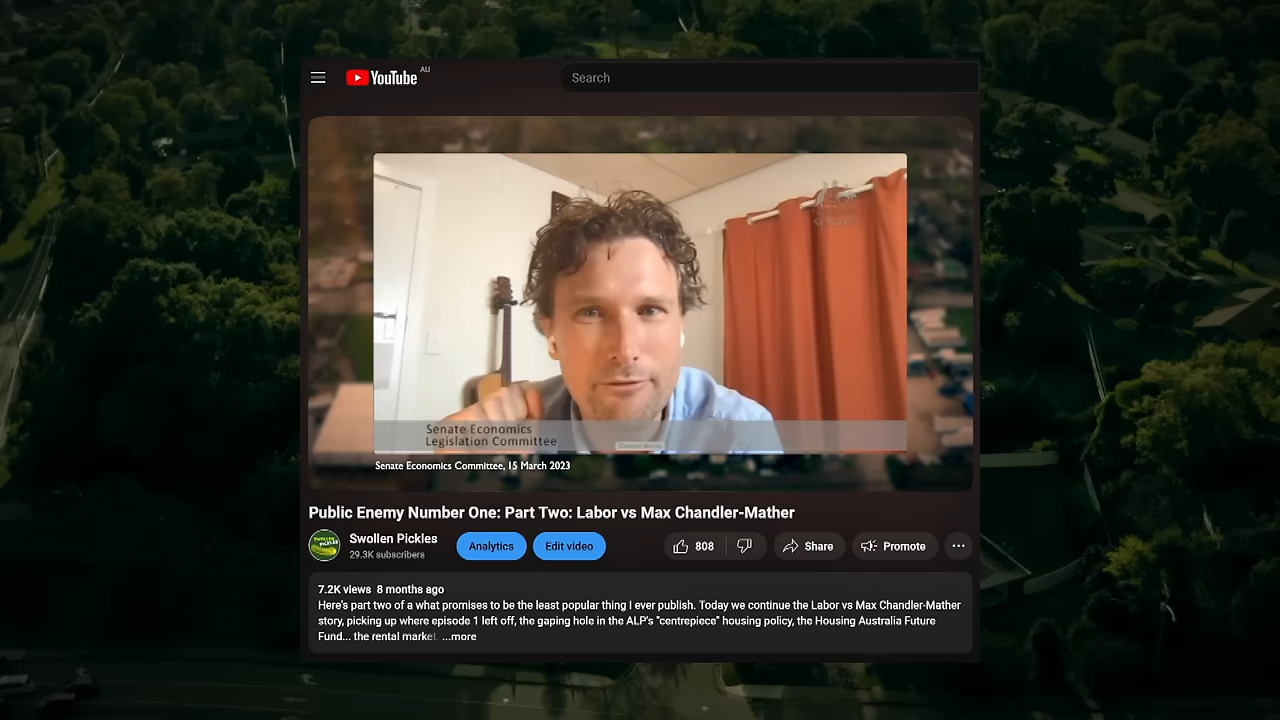 YouTube AU
Search
SENATE
Senate Economics
Legislation Committee
Senate Economics Committee, 15 March 2023
Public Enemy Number One: Part Two: Labor vs Max Chandler-Mather
SWOLLEN
PICKLES
Swollen Pickles
29.3K subscribers
Analytics
Edit video
808
Share
Promote
7.2K views 8 months ago
Here's part two of a what promises to be the least popular thing I ever publish. Today we continue the Labor vs Max Chandler-Mather
story, picking up where episode 1 left off, the gaping hole in the ALP's "centrepiece" housing policy, the Housing Australia Future
Fund... the rental market ...more